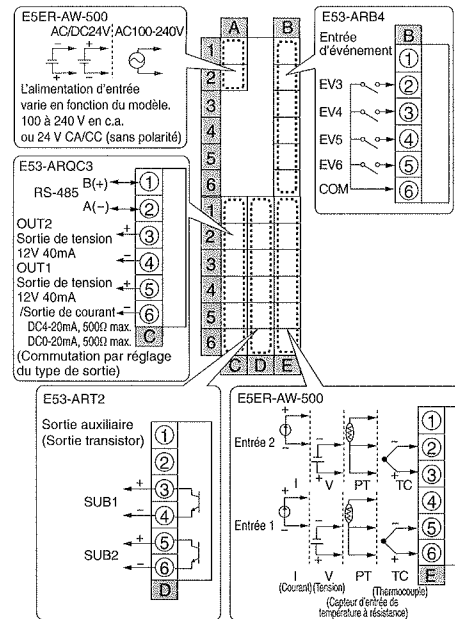 E5ER-AW-500
AC/DC24V AC100-240V
L'alimentation d'entrée
varie en fonction du modèle.
100 à 240 V en c.a.
ou 24 V CA/CC (sans polarité)
A B
1
2
3
4
5
6
1
2
3
4
5
6
C D E
E53-ARB4
Entrée
d'événement
B
1
EV3 2
EV4 3
EV5 4
EV6 5
COM 6
E53-ARQC3
B(+) 1
RS-485
A(−) 2
OUT2
Sortie de tension + 3
12V 40mA
OUT1 − 4
Sortie de tension + 5
12V 40mA
/Sortie de courant − 6
DC4-20mA, 500Ω max.
DC0-20mA, 500Ω max. C
(Commutation par réglage
du type de sortie)
E53-ART2
Sortie auxiliaire
(Sortie transistor)
1
2
+ 3
SUB1
− 4
+ 5
SUB2
− 6
D
E5ER-AW-500
Entrée 2
I V PT TC
Entrée 1
I V PT TC
(Courant) (Tension) (Thermocouple)
(Capteur d'entrée de
température à résistance)
1
2
3
4
5
6
E